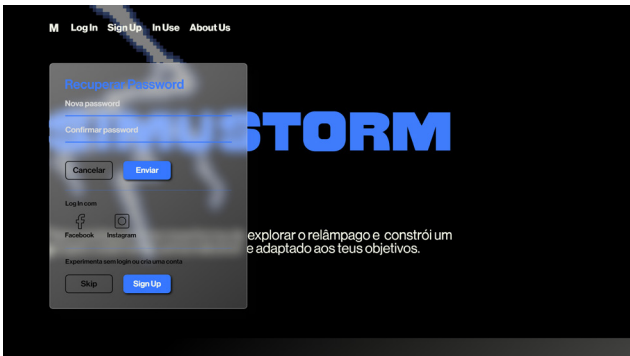 M Log In Sign Up In Use About Us
Recuperar Password
Nova password
Confirmar password
STORM
Cancelar Enviar
Log In com
Facebook Instagram
explorar o relâmpago e constrói um
e adaptado aos teus objetivos.
Experimenta sem login ou cria uma conta
Skip Sign Up